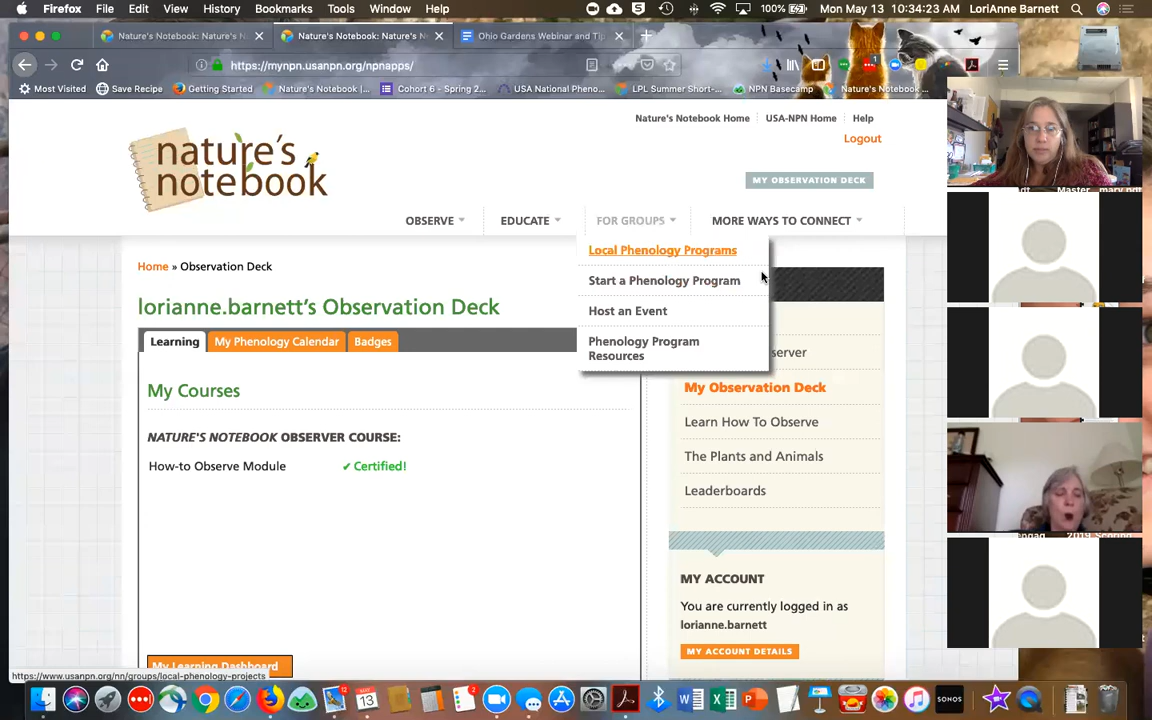 Firefox File Edit View History Bookmarks Tools Window Help 100% Mon May 13 10:34:23 AM LoriAnne Barnett
Nature's Notebook: Nature's N Nature's Notebook: Nature's Ne Ohio Gardens Webinar and Tip
https://mynpn.usanpn.org/npnapps/
Most Visited Save Recipe Getting Started Nature's Notebook |... Cohort 6 - Spring 2... USA National Pheno... LPL Summer Short-... NPN Basecamp Nature's Notebook ...
Nature's Notebook Home USA-NPN Home Help
Logout
nature's
notebook
MY OBSERVATION DECK
OBSERVE EDUCATE FOR GROUPS MORE WAYS TO CONNECT
Local Phenology Programs
Start a Phenology Program
Host an Event
Phenology Program
Resources
Home » Observation Deck
lorianne.barnett's Observation Deck
Learning My Phenology Calendar Badges
My Courses
NATURE'S NOTEBOOK OBSERVER COURSE:
How-to Observe Module ✔ Certified!
My Learning Dashboard
server
My Observation Deck
Learn How To Observe
The Plants and Animals
Leaderboards
MY ACCOUNT
You are currently logged in as
lorianne.barnett
MY ACCOUNT DETAILS
https://www.usanpn.org/nn/groups/local-phenology-projects
Master
2019 Scoring
SONOS